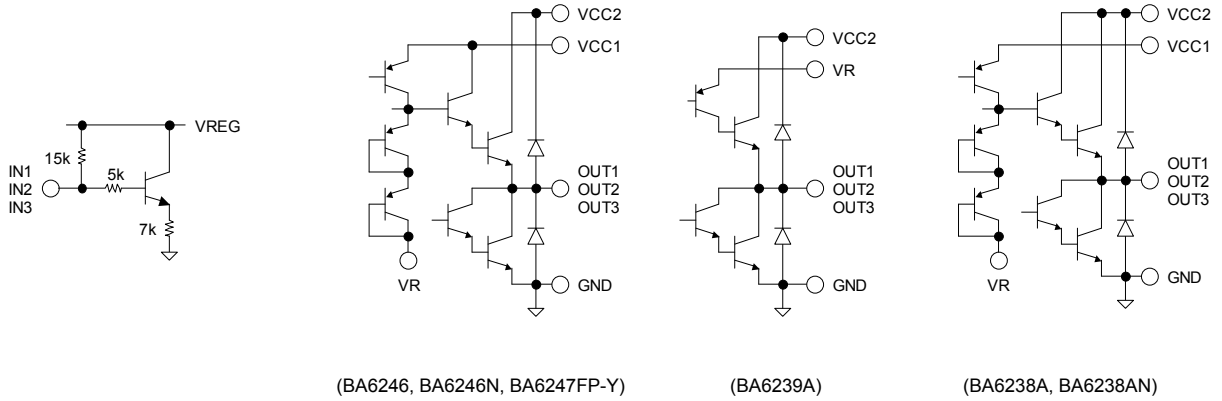 VREG
15k
5k
7k
IN1
IN2
IN3
VCC2
VCC1
OUT1
OUT2
OUT3
GND
VR
(BA6246, BA6246N, BA6247FP-Y)
VCC2
VR
OUT1
OUT2
OUT3
GND
(BA6239A)
VCC2
VCC1
OUT1
OUT2
OUT3
GND
VR
(BA6238A, BA6238AN)